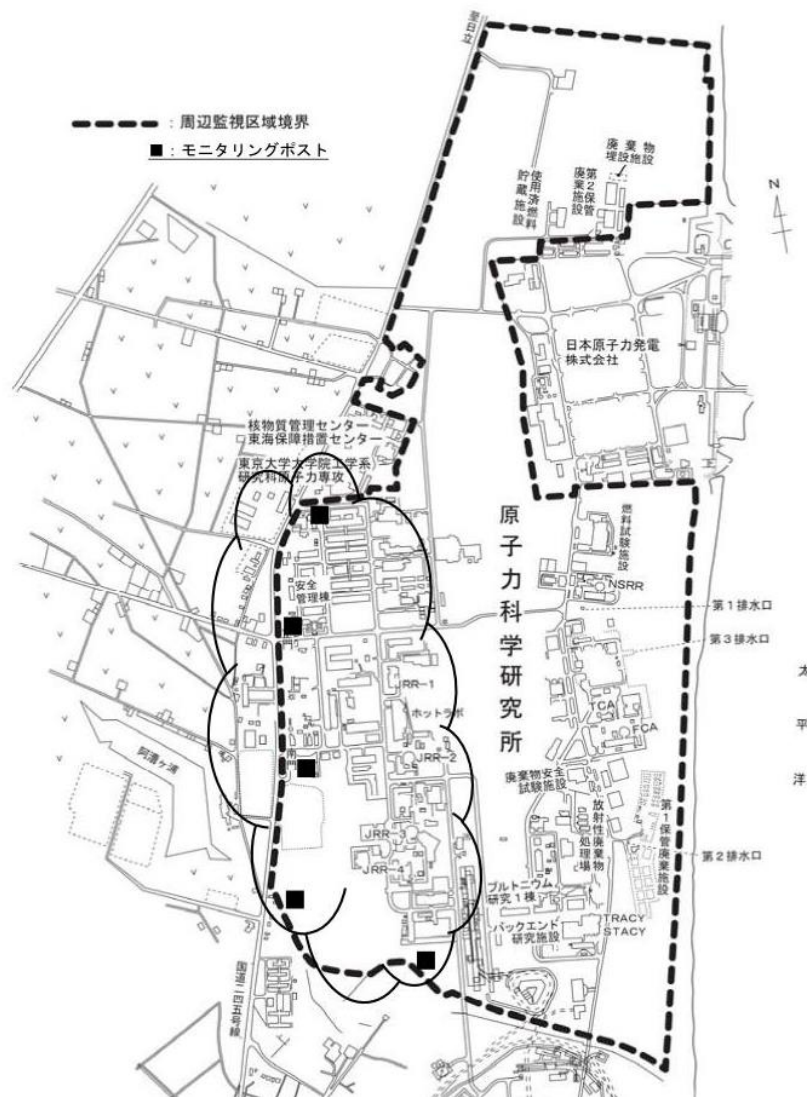 至日立
周辺監視区域境界
:モニタリングポスト
廃棄物
埋設施設
第2保管
廃棄施設
使用済燃料
貯蔵施設
N
日本原子力発電
株式会社
核物質管理センター
東海保障措置センター
東京大学大学院工学系
研究科原子力専攻
原子力科学研究所
燃料試験施設
安全
管理棟
NSRR
第1排水口
第3排水口
太平洋
JRR-1
ホットラボ
TCA
FCA
JRR-2
阿漕ヶ浦
南門
廃棄物安全
試験施設
放射性廃棄物
処理場
第1保管廃棄施設
JRR-3
JRR-4
第2排水口
プルトニウム
研究1棟
TRACY
STACY
バックエンド
研究施設
国道二四五号線